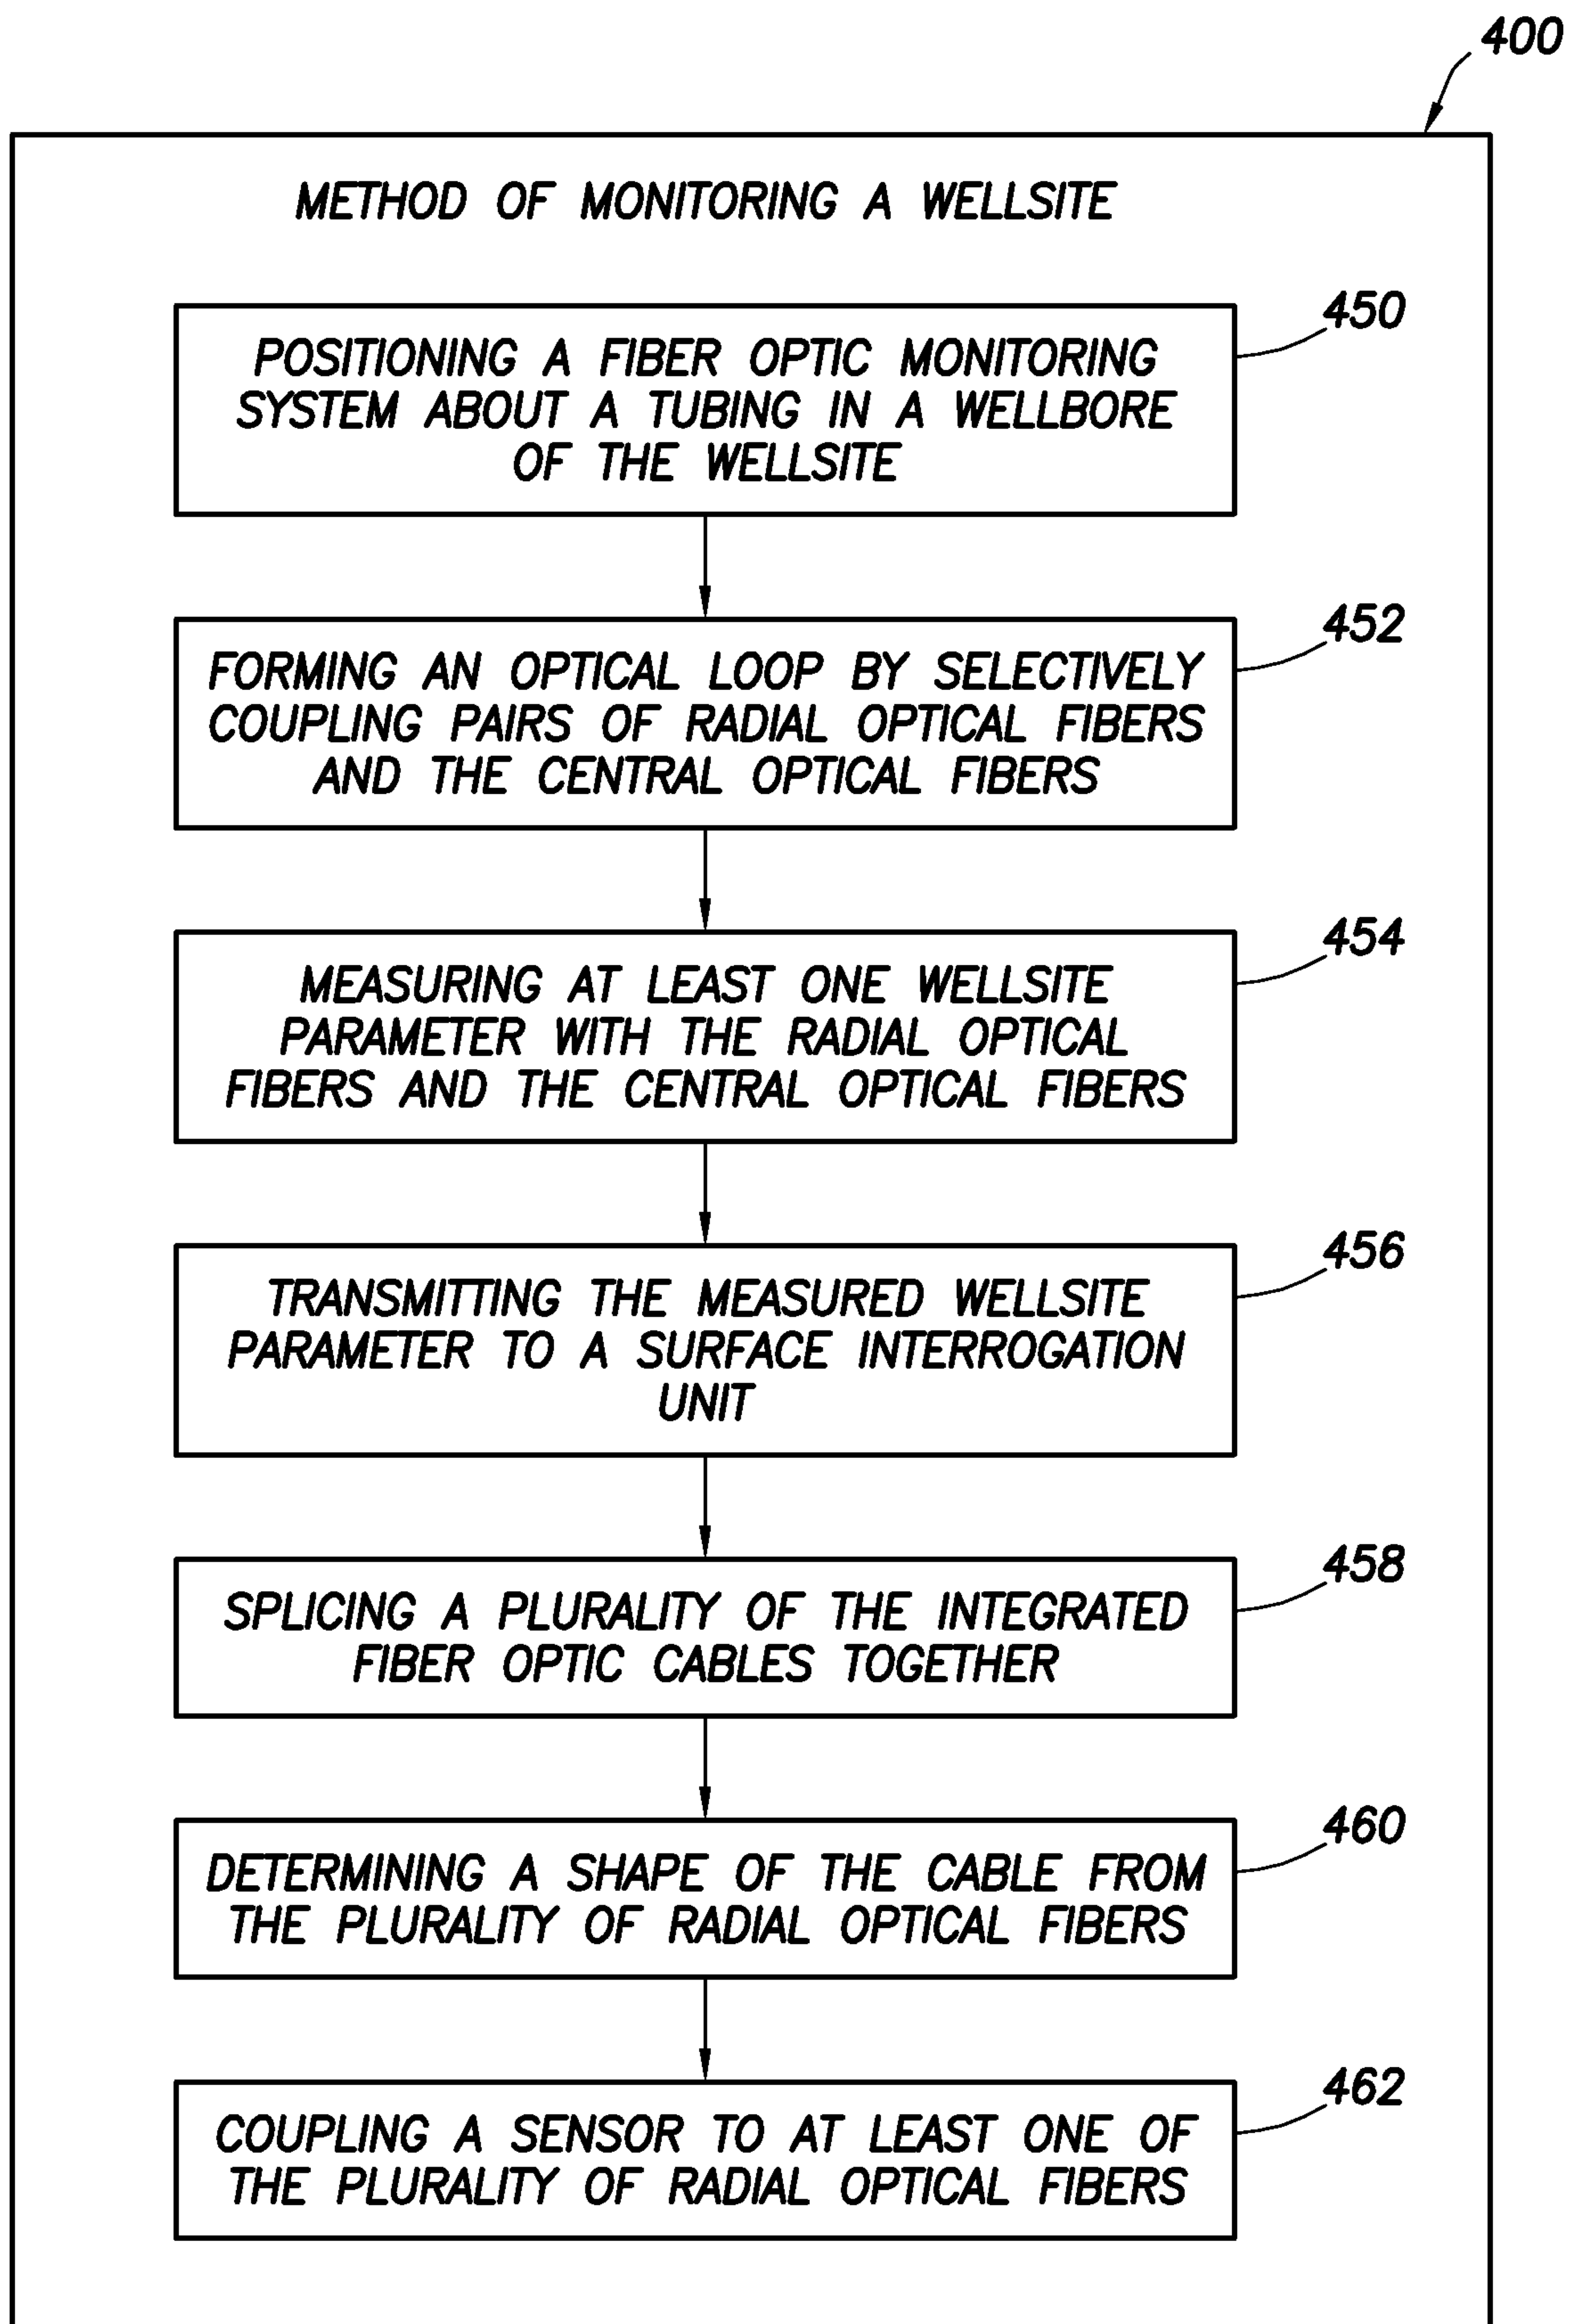 400
METHOD OF MONITORING A WELLSITE
450
POSITIONING A FIBER OPTIC MONITORING
SYSTEM ABOUT A TUBING IN A WELLBORE
OF THE WELLSITE
452
FORMING AN OPTICAL LOOP BY SELECTIVELY
COUPLING PAIRS OF RADIAL OPTICAL FIBERS
AND THE CENTRAL OPTICAL FIBERS
454
MEASURING AT LEAST ONE WELLSITE
PARAMETER WITH THE RADIAL OPTICAL
FIBERS AND THE CENTRAL OPTICAL FIBERS
456
TRANSMITTING THE MEASURED WELLSITE
PARAMETER TO A SURFACE INTERROGATION
UNIT
458
SPLICING A PLURALITY OF THE INTEGRATED
FIBER OPTIC CABLES TOGETHER
460
DETERMINING A SHAPE OF THE CABLE FROM
THE PLURALITY OF RADIAL OPTICAL FIBERS
462
COUPLING A SENSOR TO AT LEAST ONE OF
THE PLURALITY OF RADIAL OPTICAL FIBERS